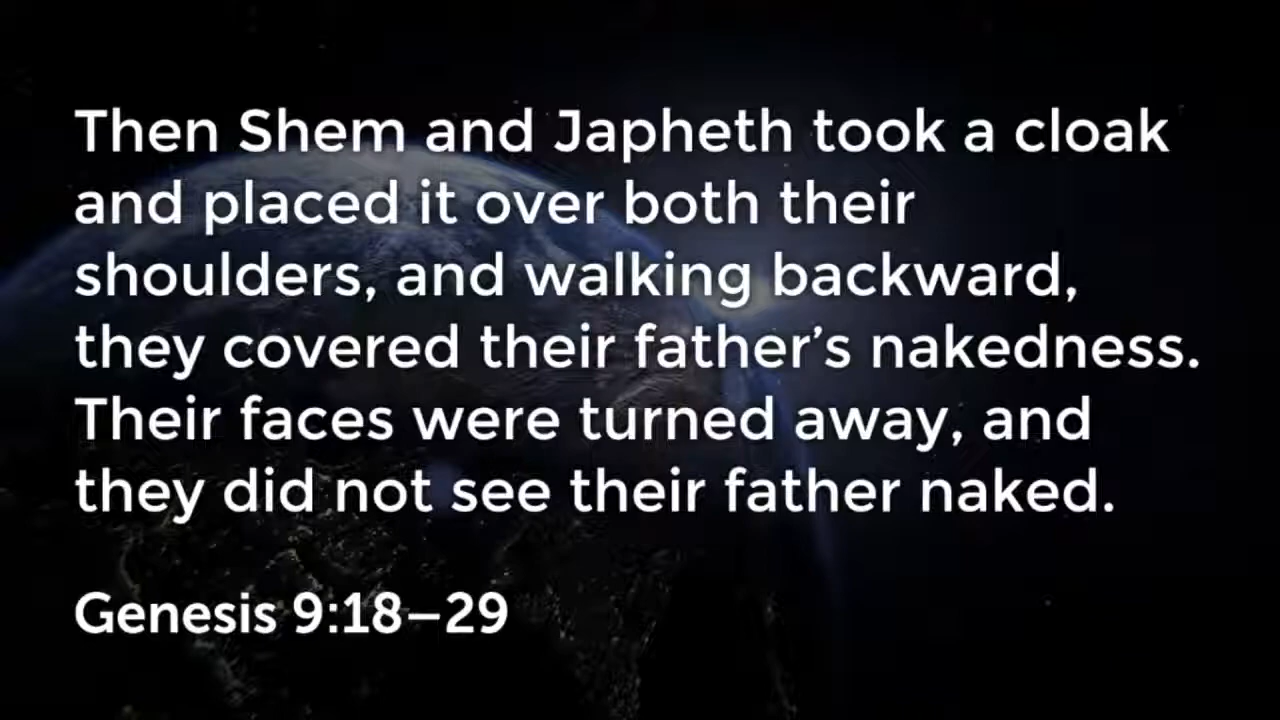 Then Shem and Japheth took a cloak
and placed it over both their
shoulders, and walking backward,
they covered their father’s nakedness.
Their faces were turned away, and
they did not see their father naked.
Genesis 9:18–29